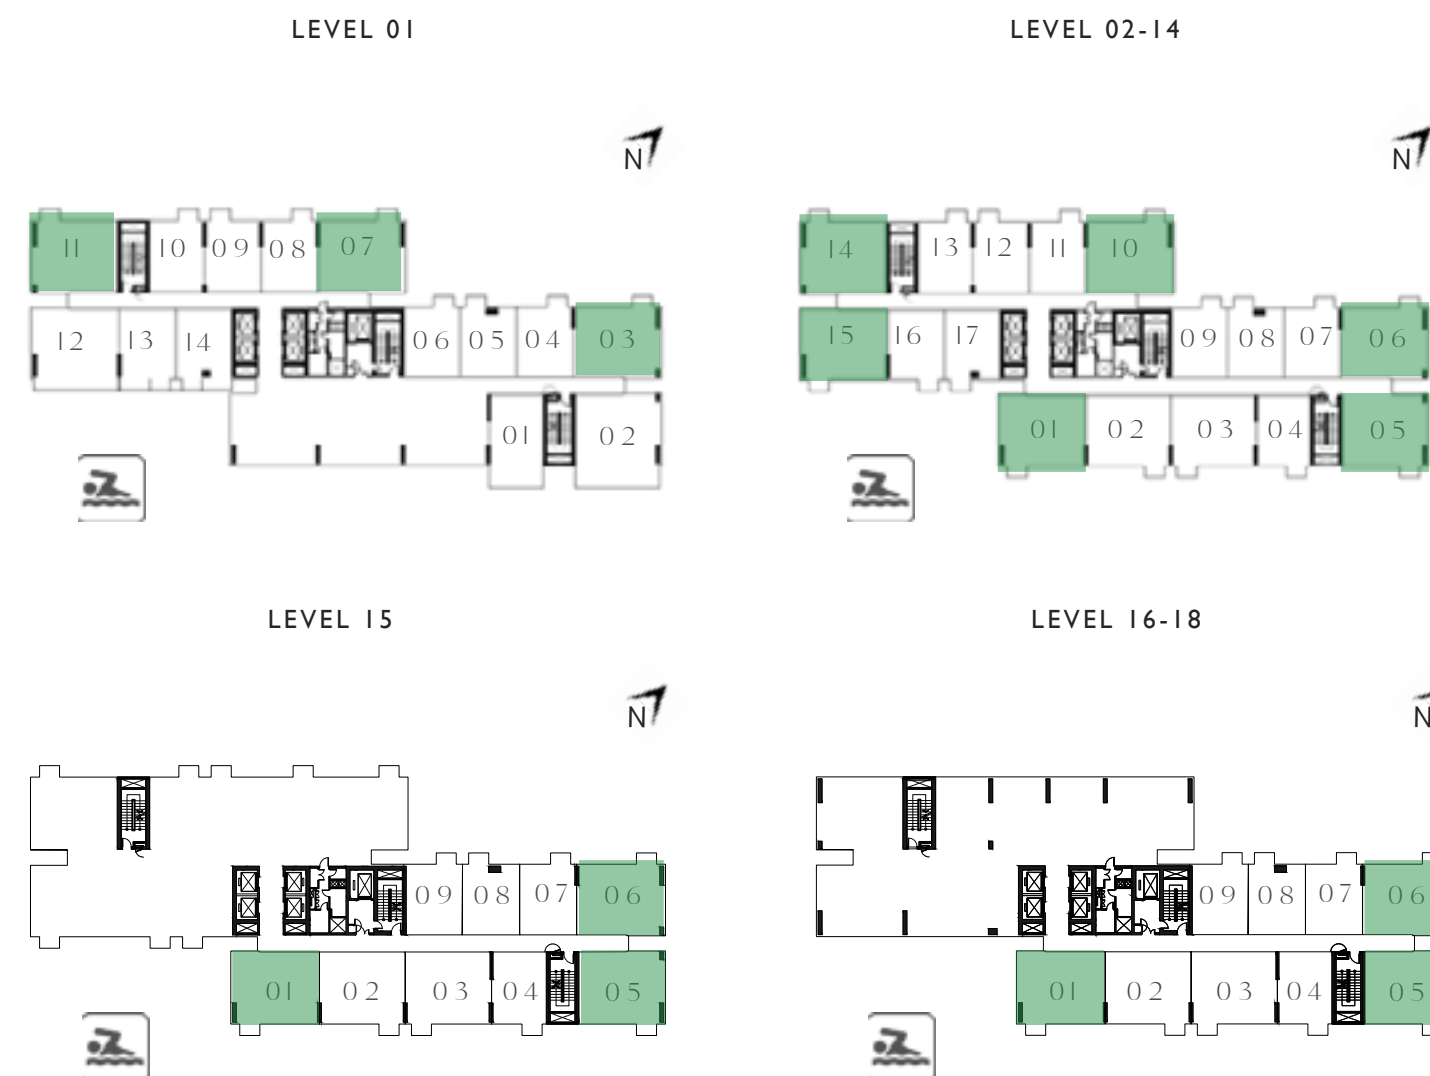 LEVEL 01
LEVEL 02-14
N
N
11 10 09 08 07
14 13 12 11 10
12 13 14 06 05 04 03
15 16 17 09 08 07 06
01 02
01 02 03 04 05
LEVEL 15
LEVEL 16-18
N
N
09 08 07 06
09 08 07 06
01 02 03 04 05
01 02 03 04 05